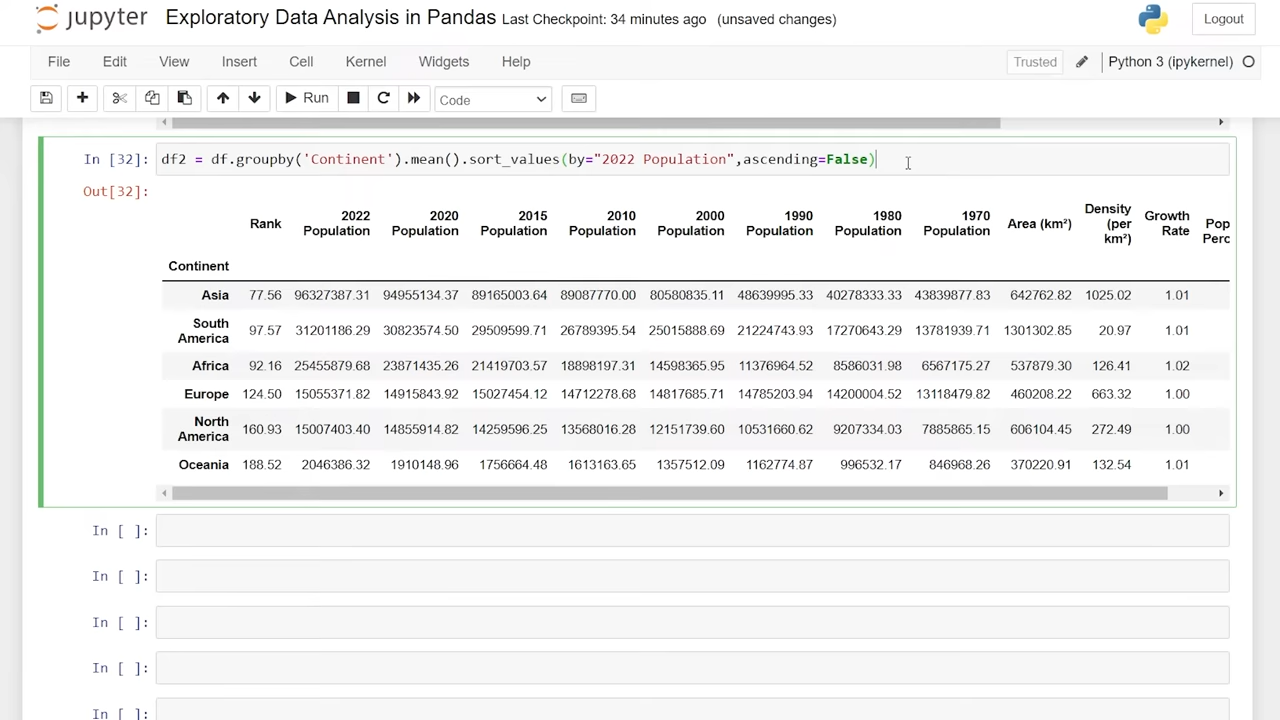 jupyter Exploratory Data Analysis in Pandas Last Checkpoint: 34 minutes ago (unsaved changes) Logout
File Edit View Insert Cell Kernel Widgets Help Trusted Python 3 (ipykernel)
Run Code
In [32]: df2 = df.groupby('Continent').mean().sort_values(by="2022 Population",ascending=False)
Out[32]:
Rank 2022 Population 2020 Population 2015 Population 2010 Population 2000 Population 1990 Population 1980 Population 1970 Population Area (km²) Density (per km²) Growth Rate Pop Perc
Continent
Asia 77.56 96327387.31 94955134.37 89165003.64 89087770.00 80580835.11 48639995.33 40278333.33 43839877.83 642762.82 1025.02 1.01
South America 97.57 31201186.29 30823574.50 29509599.71 26789395.54 25015888.69 21224743.93 17270643.29 13781939.71 1301302.85 20.97 1.01
Africa 92.16 25455879.68 23871435.26 21419703.57 18898197.31 14598365.95 11376964.52 8586031.98 6567175.27 537879.30 126.41 1.02
Europe 124.50 15055371.82 14915843.92 15027454.12 14712278.68 14817685.71 14785203.94 14200004.52 13118479.82 460208.22 663.32 1.00
North America 160.93 15007403.40 14855914.82 14259596.25 13568016.28 12151739.60 10531660.62 9207334.03 7885865.15 606104.45 272.49 1.00
Oceania 188.52 2046386.32 1910148.96 1756664.48 1613163.65 1357512.09 1162774.87 996532.17 846968.26 370220.91 132.54 1.01
In [ ]:
In [ ]:
In [ ]:
In [ ]:
In [ ]: